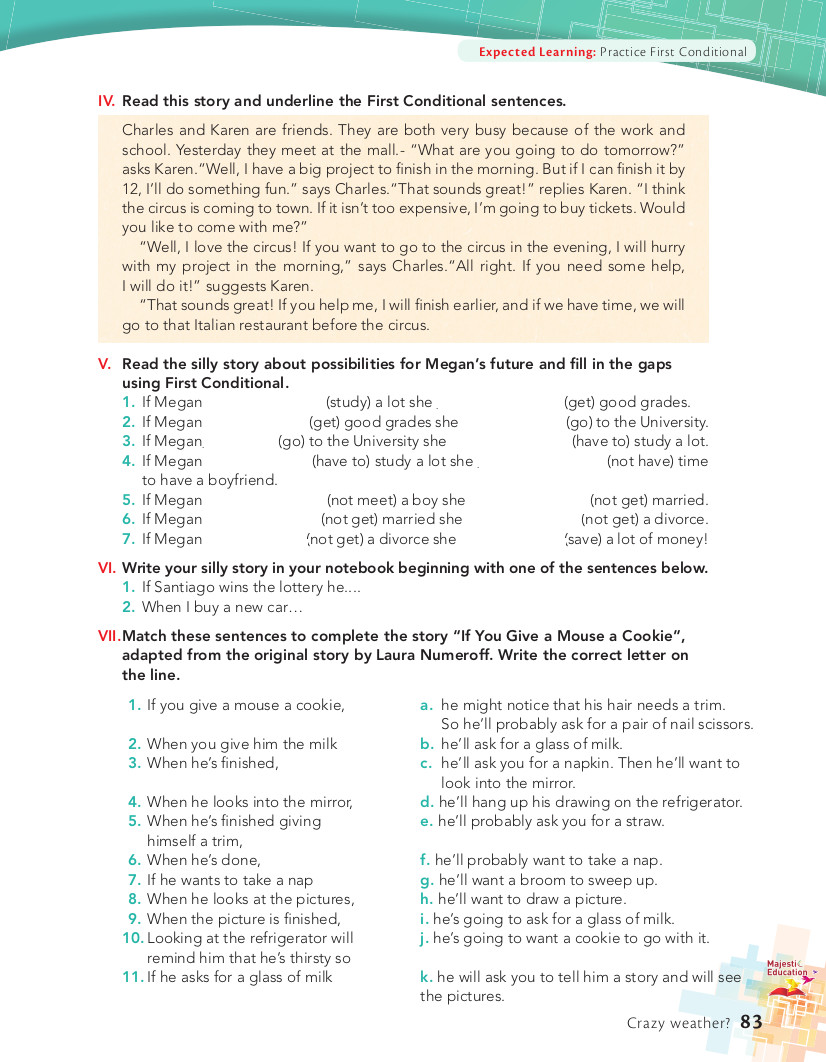 Expected Learning: Practice First Conditional
IV. Read this story and underline the First Conditional sentences.
Charles and Karen are friends. They are both very busy because of the work and
school. Yesterday they meet at the mall.- “What are you going to do tomorrow?”
asks Karen.“Well, I have a big project to finish in the morning. But if I can finish it by
12, I’ll do something fun.” says Charles.“That sounds great!” replies Karen. “I think
the circus is coming to town. If it isn’t too expensive, I’m going to buy tickets. Would
you like to come with me?”
“Well, I love the circus! If you want to go to the circus in the evening, I will hurry
with my project in the morning,” says Charles.“All right. If you need some help,
I will do it!” suggests Karen.
“That sounds great! If you help me, I will finish earlier, and if we have time, we will
go to that Italian restaurant before the circus.
V. Read the silly story about possibilities for Megan’s future and fill in the gaps
using First Conditional.
1. If Megan (study) a lot she (get) good grades.
2. If Megan (get) good grades she (go) to the University.
3. If Megan (go) to the University she (have to) study a lot.
4. If Megan (have to) study a lot she (not have) time
to have a boyfriend.
5. If Megan (not meet) a boy she (not get) married.
6. If Megan (not get) married she (not get) a divorce.
7. If Megan (not get) a divorce she (save) a lot of money!
VI. Write your silly story in your notebook beginning with one of the sentences below.
1. If Santiago wins the lottery he....
2. When I buy a new car…
VII. Match these sentences to complete the story “If You Give a Mouse a Cookie”,
adapted from the original story by Laura Numeroff. Write the correct letter on
the line.
1. If you give a mouse a cookie,
2. When you give him the milk
3. When he’s finished,
4. When he looks into the mirror,
5. When he’s finished giving
himself a trim,
6. When he’s done,
7. If he wants to take a nap
8. When he looks at the pictures,
9. When the picture is finished,
10. Looking at the refrigerator will
remind him that he’s thirsty so
11. If he asks for a glass of milk
a. he might notice that his hair needs a trim.
So he’ll probably ask for a pair of nail scissors.
b. he’ll ask for a glass of milk.
c. he’ll ask you for a napkin. Then he’ll want to
look into the mirror.
d. he’ll hang up his drawing on the refrigerator.
e. he’ll probably ask you for a straw.
f. he’ll probably want to take a nap.
g. he’ll want a broom to sweep up.
h. he’ll want to draw a picture.
i. he’s going to ask for a glass of milk.
j. he’s going to want a cookie to go with it.
k. he will ask you to tell him a story and will see
the pictures.
Majestic
Education
Crazy weather? 83